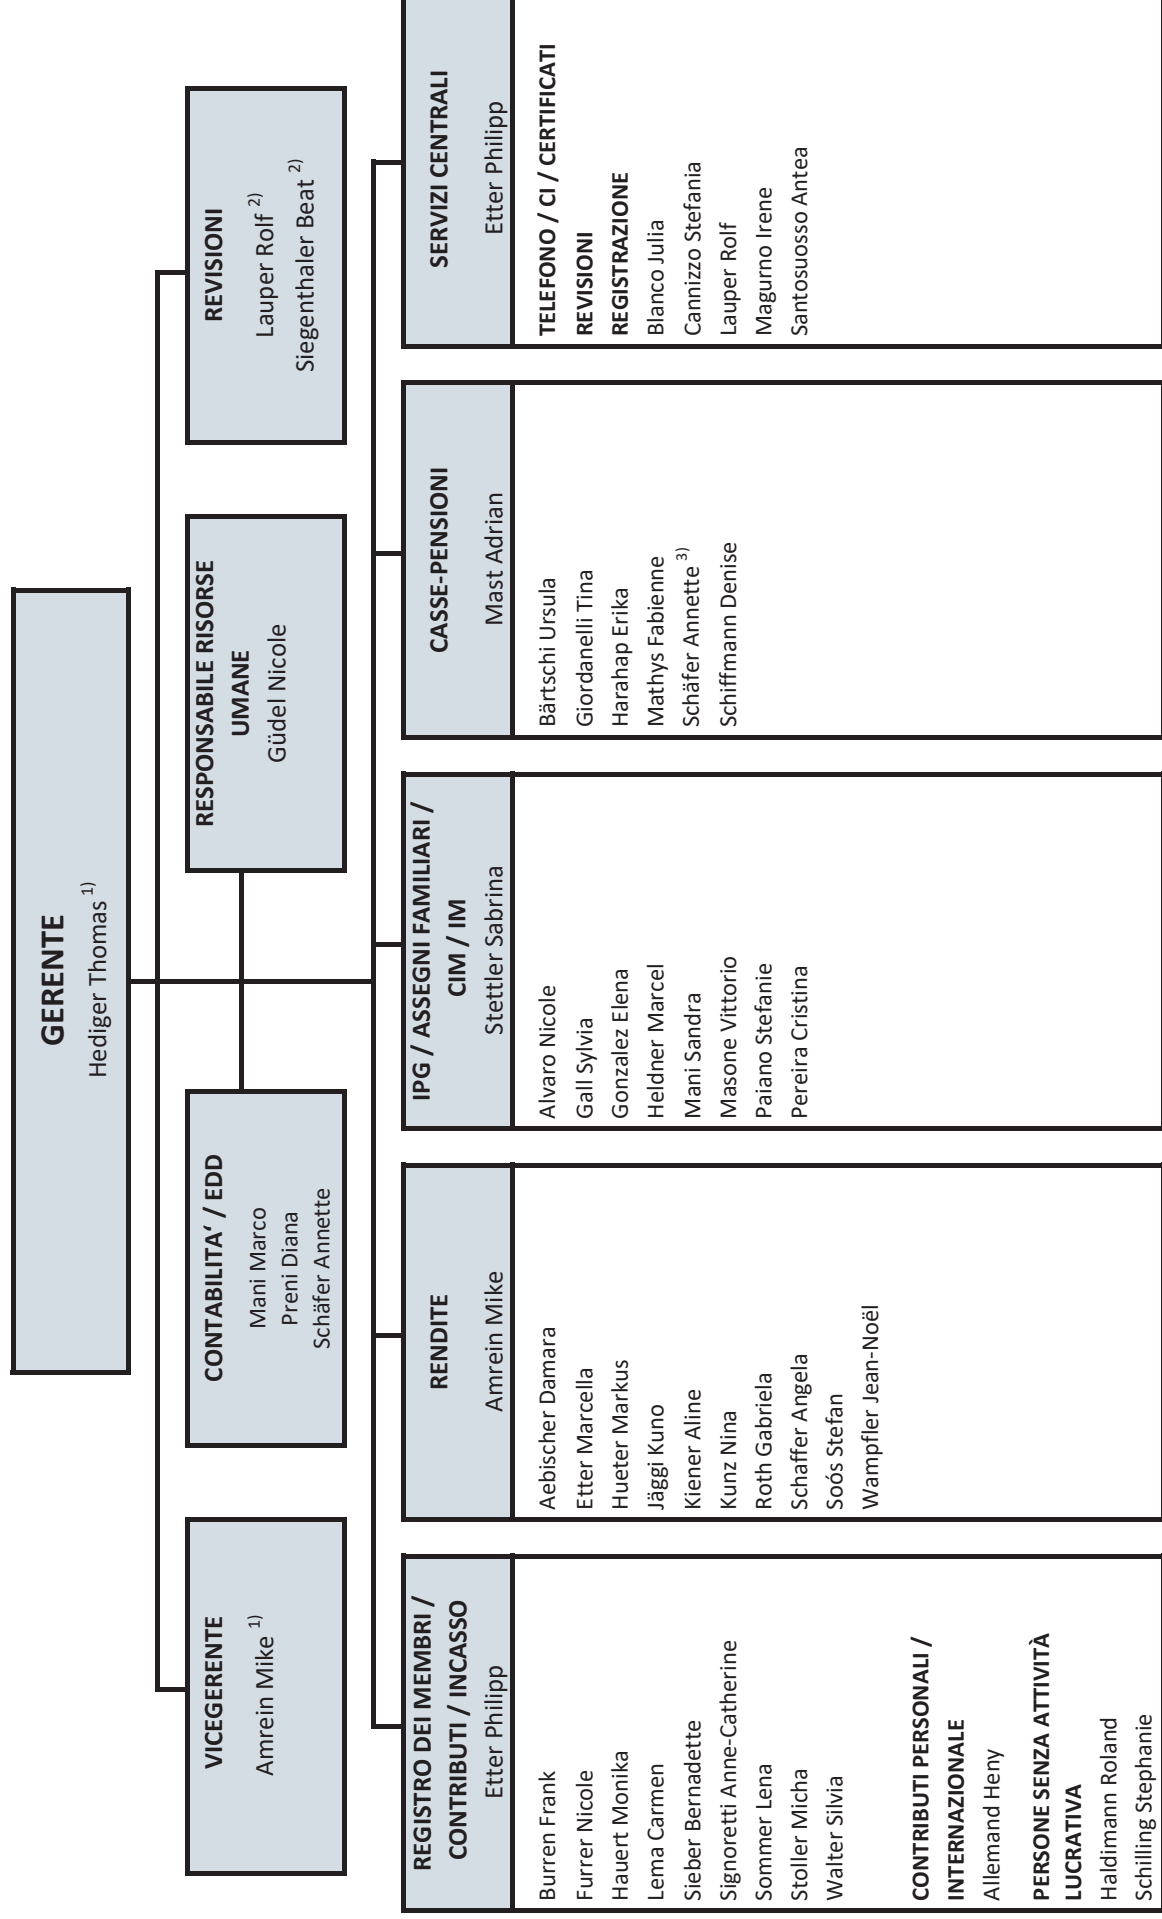 GERENTE
Hediger Thomas 1)
VICEGERENTE
Amrein Mike 1)
CONTABILITA‘ / EDD
Mani Marco
Preni Diana
Schäfer Annette
RESPONSABILE RISORSE
UMANE
Güdel Nicole
REVISIONI
Lauper Rolf 2)
Siegenthaler Beat 2)
REGISTRO DEI MEMBRI /
CONTRIBUTI / INCASSO
Etter Philipp
Burren Frank
Furrer Nicole
Hauert Monika
Lema Carmen
Sieber Bernadette
Signoretti Anne-Catherine
Sommer Lena
Stoller Micha
Walter Silvia
CONTRIBUTI PERSONALI /
INTERNAZIONALE
Allemand Heny
PERSONE SENZA ATTIVITÀ
LUCRATIVA
Haldimann Roland
Schilling Stephanie
RENDITE
Amrein Mike
Aebischer Damara
Etter Marcella
Hueter Markus
Jäggi Kuno
Kiener Aline
Kunz Nina
Roth Gabriela
Schaffer Angela
Soós Stefan
Wampfler Jean-Noël
IPG / ASSEGNI FAMILIARI /
CIM / IM
Stettler Sabrina
Alvaro Nicole
Gall Sylvia
Gonzalez Elena
Heldner Marcel
Mani Sandra
Masone Vittorio
Paiano Stefanie
Pereira Cristina
CASSE-PENSIONI
Mast Adrian
Bärtschi Ursula
Giordanelli Tina
Harahap Erika
Mathys Fabienne
Schäfer Annette 3)
Schiffmann Denise
SERVIZI CENTRALI
Etter Philipp
TELEFONO / CI / CERTIFICATI
REVISIONI
REGISTRAZIONE
Blanco Julia
Cannizzo Stefania
Lauper Rolf
Magurno Irene
Santosuosso Antea